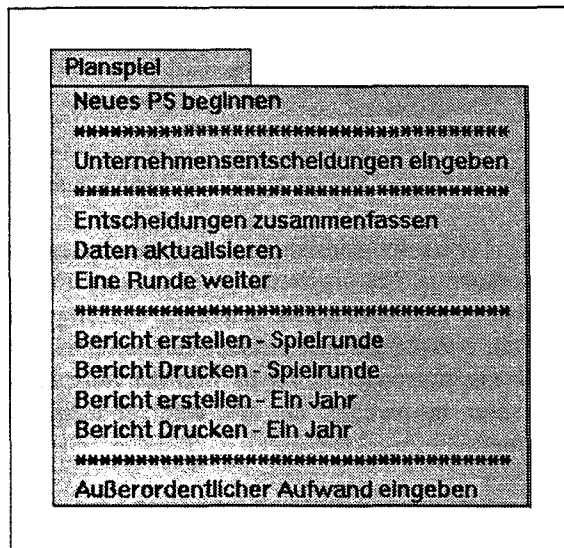 Planspiel
Neues PS beginnen
************************************
Unternehmensentscheidungen eingeben
************************************
Entscheidungen zusammenfassen
Daten aktualisieren
Eine Runde weiter
************************************
Bericht erstellen - Spielrunde
Bericht Drucken - Spielrunde
Bericht erstellen - Ein Jahr
Bericht Drucken - Ein Jahr
************************************
Außerordentlicher Aufwand eingeben